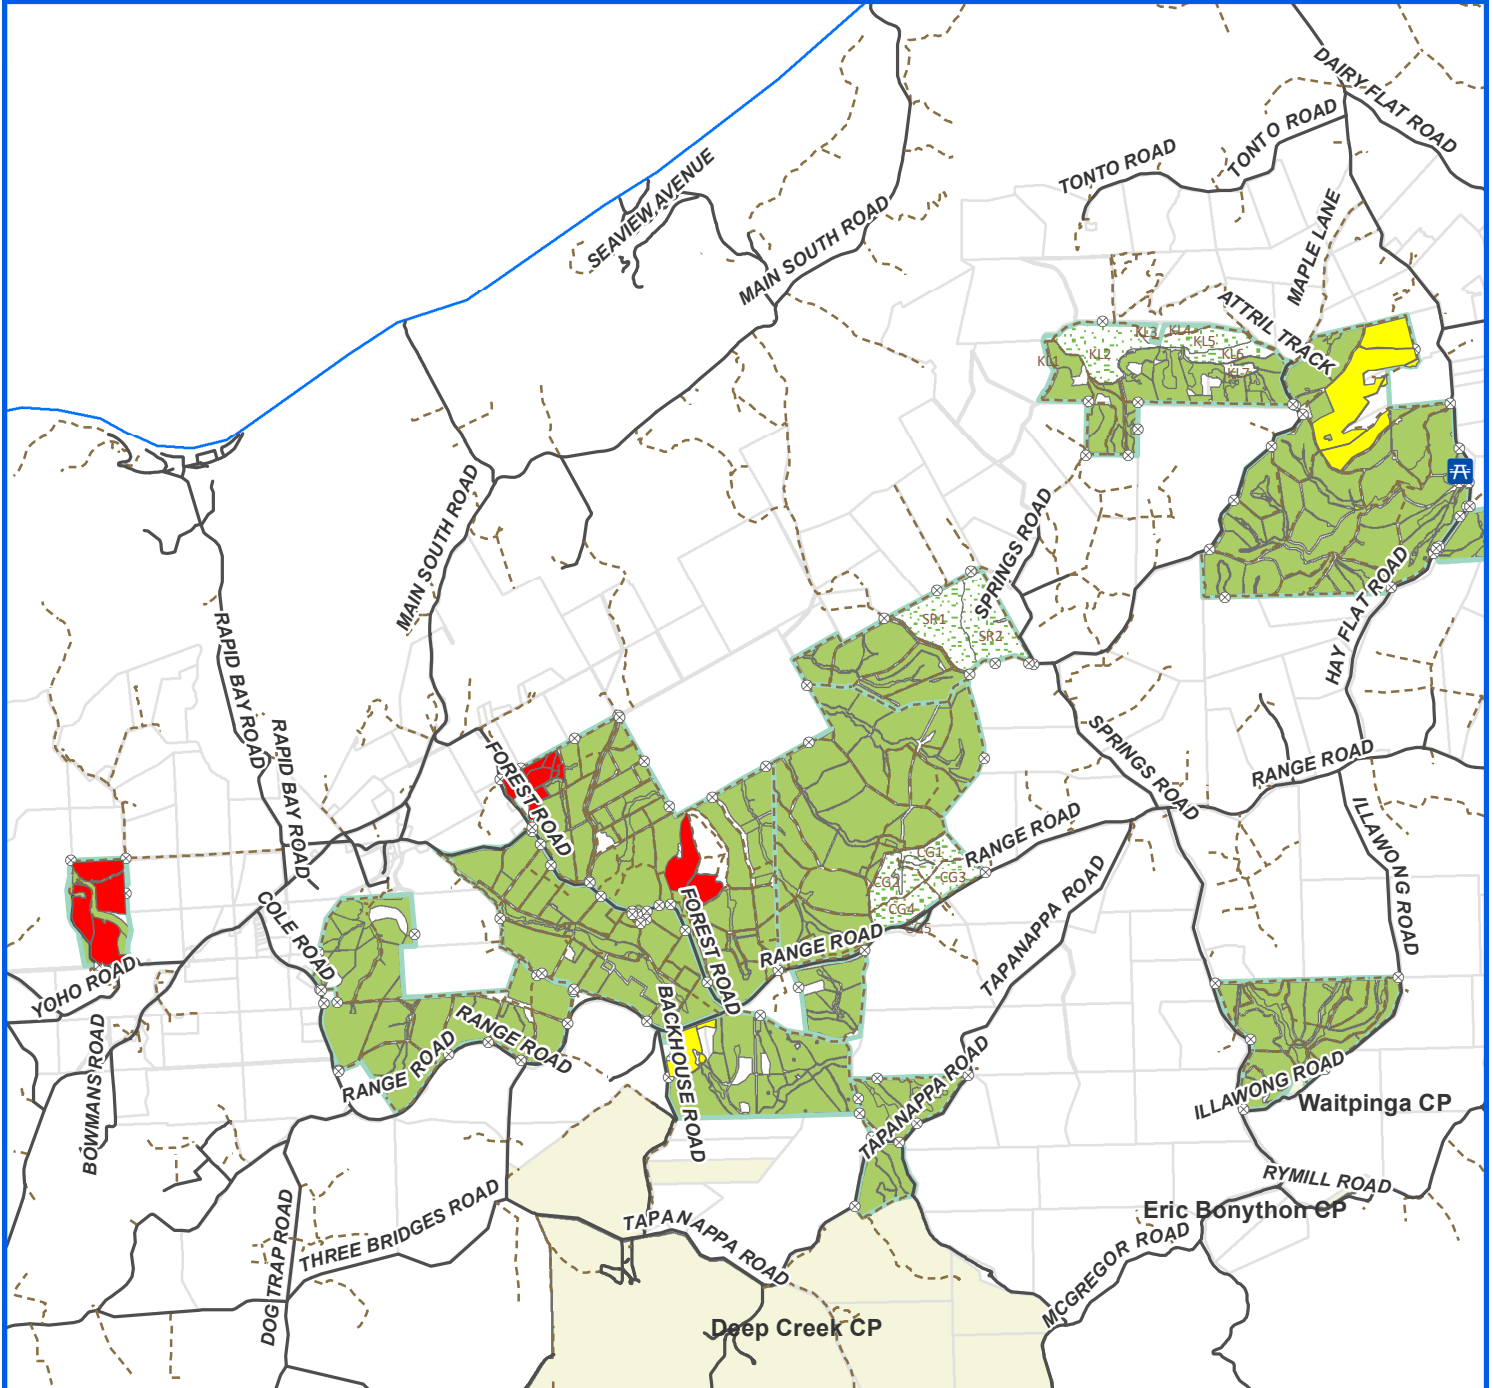 DAIRY FLAT ROAD
TONTO ROAD
TONTO ROAD
SEAVIEW AVENUE
MAIN SOUTH ROAD
MAPLE LANE
ATTRIL TRACK
KL3
KL4
KL5
KL1
KL2
KL6
KL7
MAIN SOUTH ROAD
SPRINGS ROAD
HAY FLAT ROAD
SR1
SR2
RAPID BAY ROAD
RAPID BAY ROAD
FOREST ROAD
SPRINGS ROAD
RANGE ROAD
RANGE ROAD
ILLAWONG ROAD
CG1
CG2
CG3
CG4
CG5
TAPANAPPA ROAD
COLE ROAD
FOREST ROAD
RANGE ROAD
YOHO ROAD
BOWMANS ROAD
RANGE ROAD
RANGE ROAD
BACKHOUSE ROAD
TAPANAPPA ROAD
ILLAWONG ROAD
Waitpinga CP
RYMILL ROAD
Eric Bonython CP
DOG TRAP ROAD
THREE BRIDGES ROAD
TAPANAPPA ROAD
MCGREGOR ROAD
Deep Creek CP